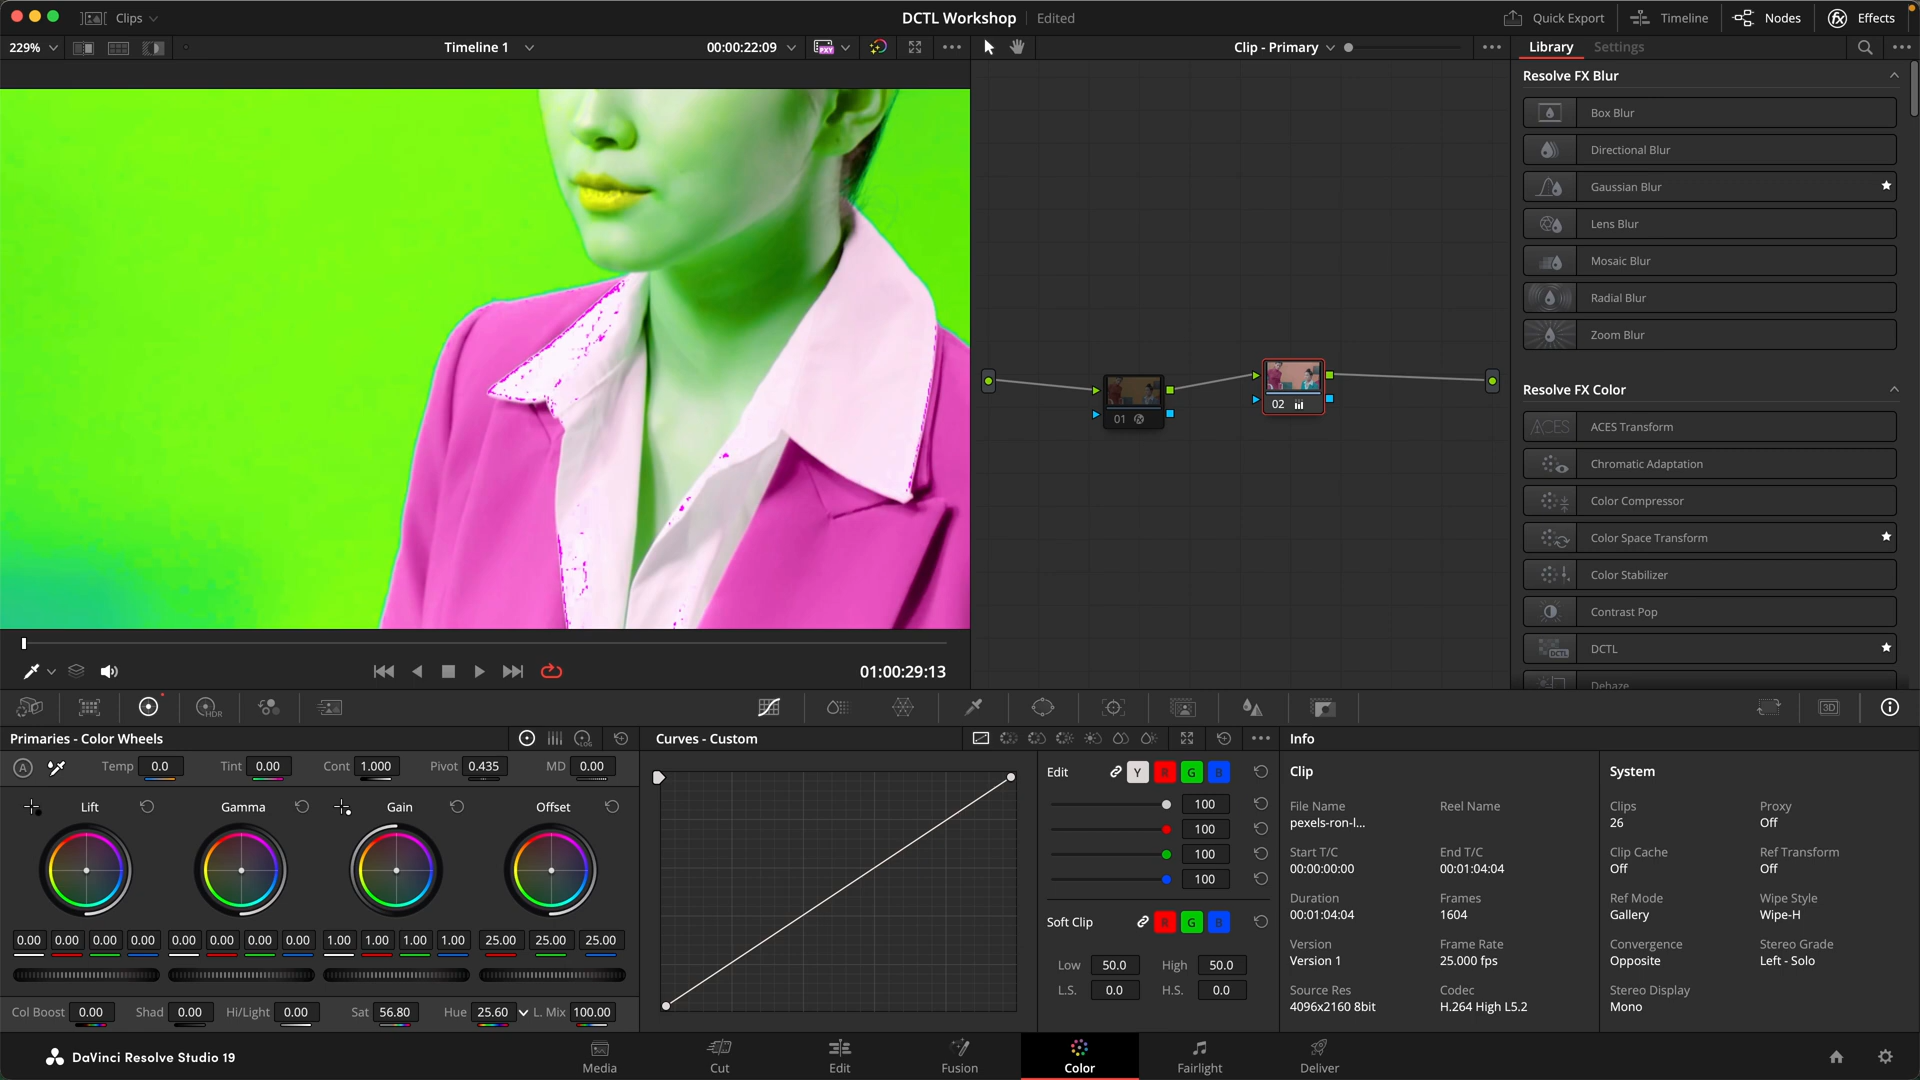 Clips
DCTL Workshop
Edited
Quick Export
Timeline
Nodes
Effects
229%
Timeline 1
00:00:22:09
PXY
Clip - Primary
Library
Settings
Resolve FX Blur
Box Blur
Directional Blur
Gaussian Blur
Lens Blur
Mosaic Blur
Radial Blur
Zoom Blur
Resolve FX Color
ACES
ACES Transform
Chromatic Adaptation
Color Compressor
Color Space Transform
Color Stabilizer
Contrast Pop
DCTL
DCTL
Dehaze
01
02
01:00:29:13
HDR
3D
Primaries - Color Wheels
LOG
A
Temp 0.0
Tint 0.00
Cont 1.000
Pivot 0.435
MD 0.00
Lift
Gamma
Gain
Offset
0.00 0.00 0.00 0.00
0.00 0.00 0.00 0.00
1.00 1.00 1.00 1.00
25.00 25.00 25.00
Col Boost 0.00
Shad 0.00
Hi/Light 0.00
Sat 56.80
Hue 25.60
L. Mix 100.00
Curves - Custom
Edit
Y R G B
100
100
100
100
Soft Clip
R G B
Low 50.0 High 50.0
L.S. 0.0 H.S. 0.0
Info
Clip
File Name
pexels-ron-l...
Reel Name
Start T/C
00:00:00:00
End T/C
00:01:04:04
Duration
00:01:04:04
Frames
1604
Version
Version 1
Frame Rate
25.000 fps
Source Res
4096x2160 8bit
Codec
H.264 High L5.2
System
Clips
26
Proxy
Off
Clip Cache
Off
Ref Transform
Off
Ref Mode
Gallery
Wipe Style
Wipe-H
Convergence
Opposite
Stereo Grade
Left - Solo
Stereo Display
Mono
DaVinci Resolve Studio 19
Media
Cut
Edit
Fusion
Color
Fairlight
Deliver